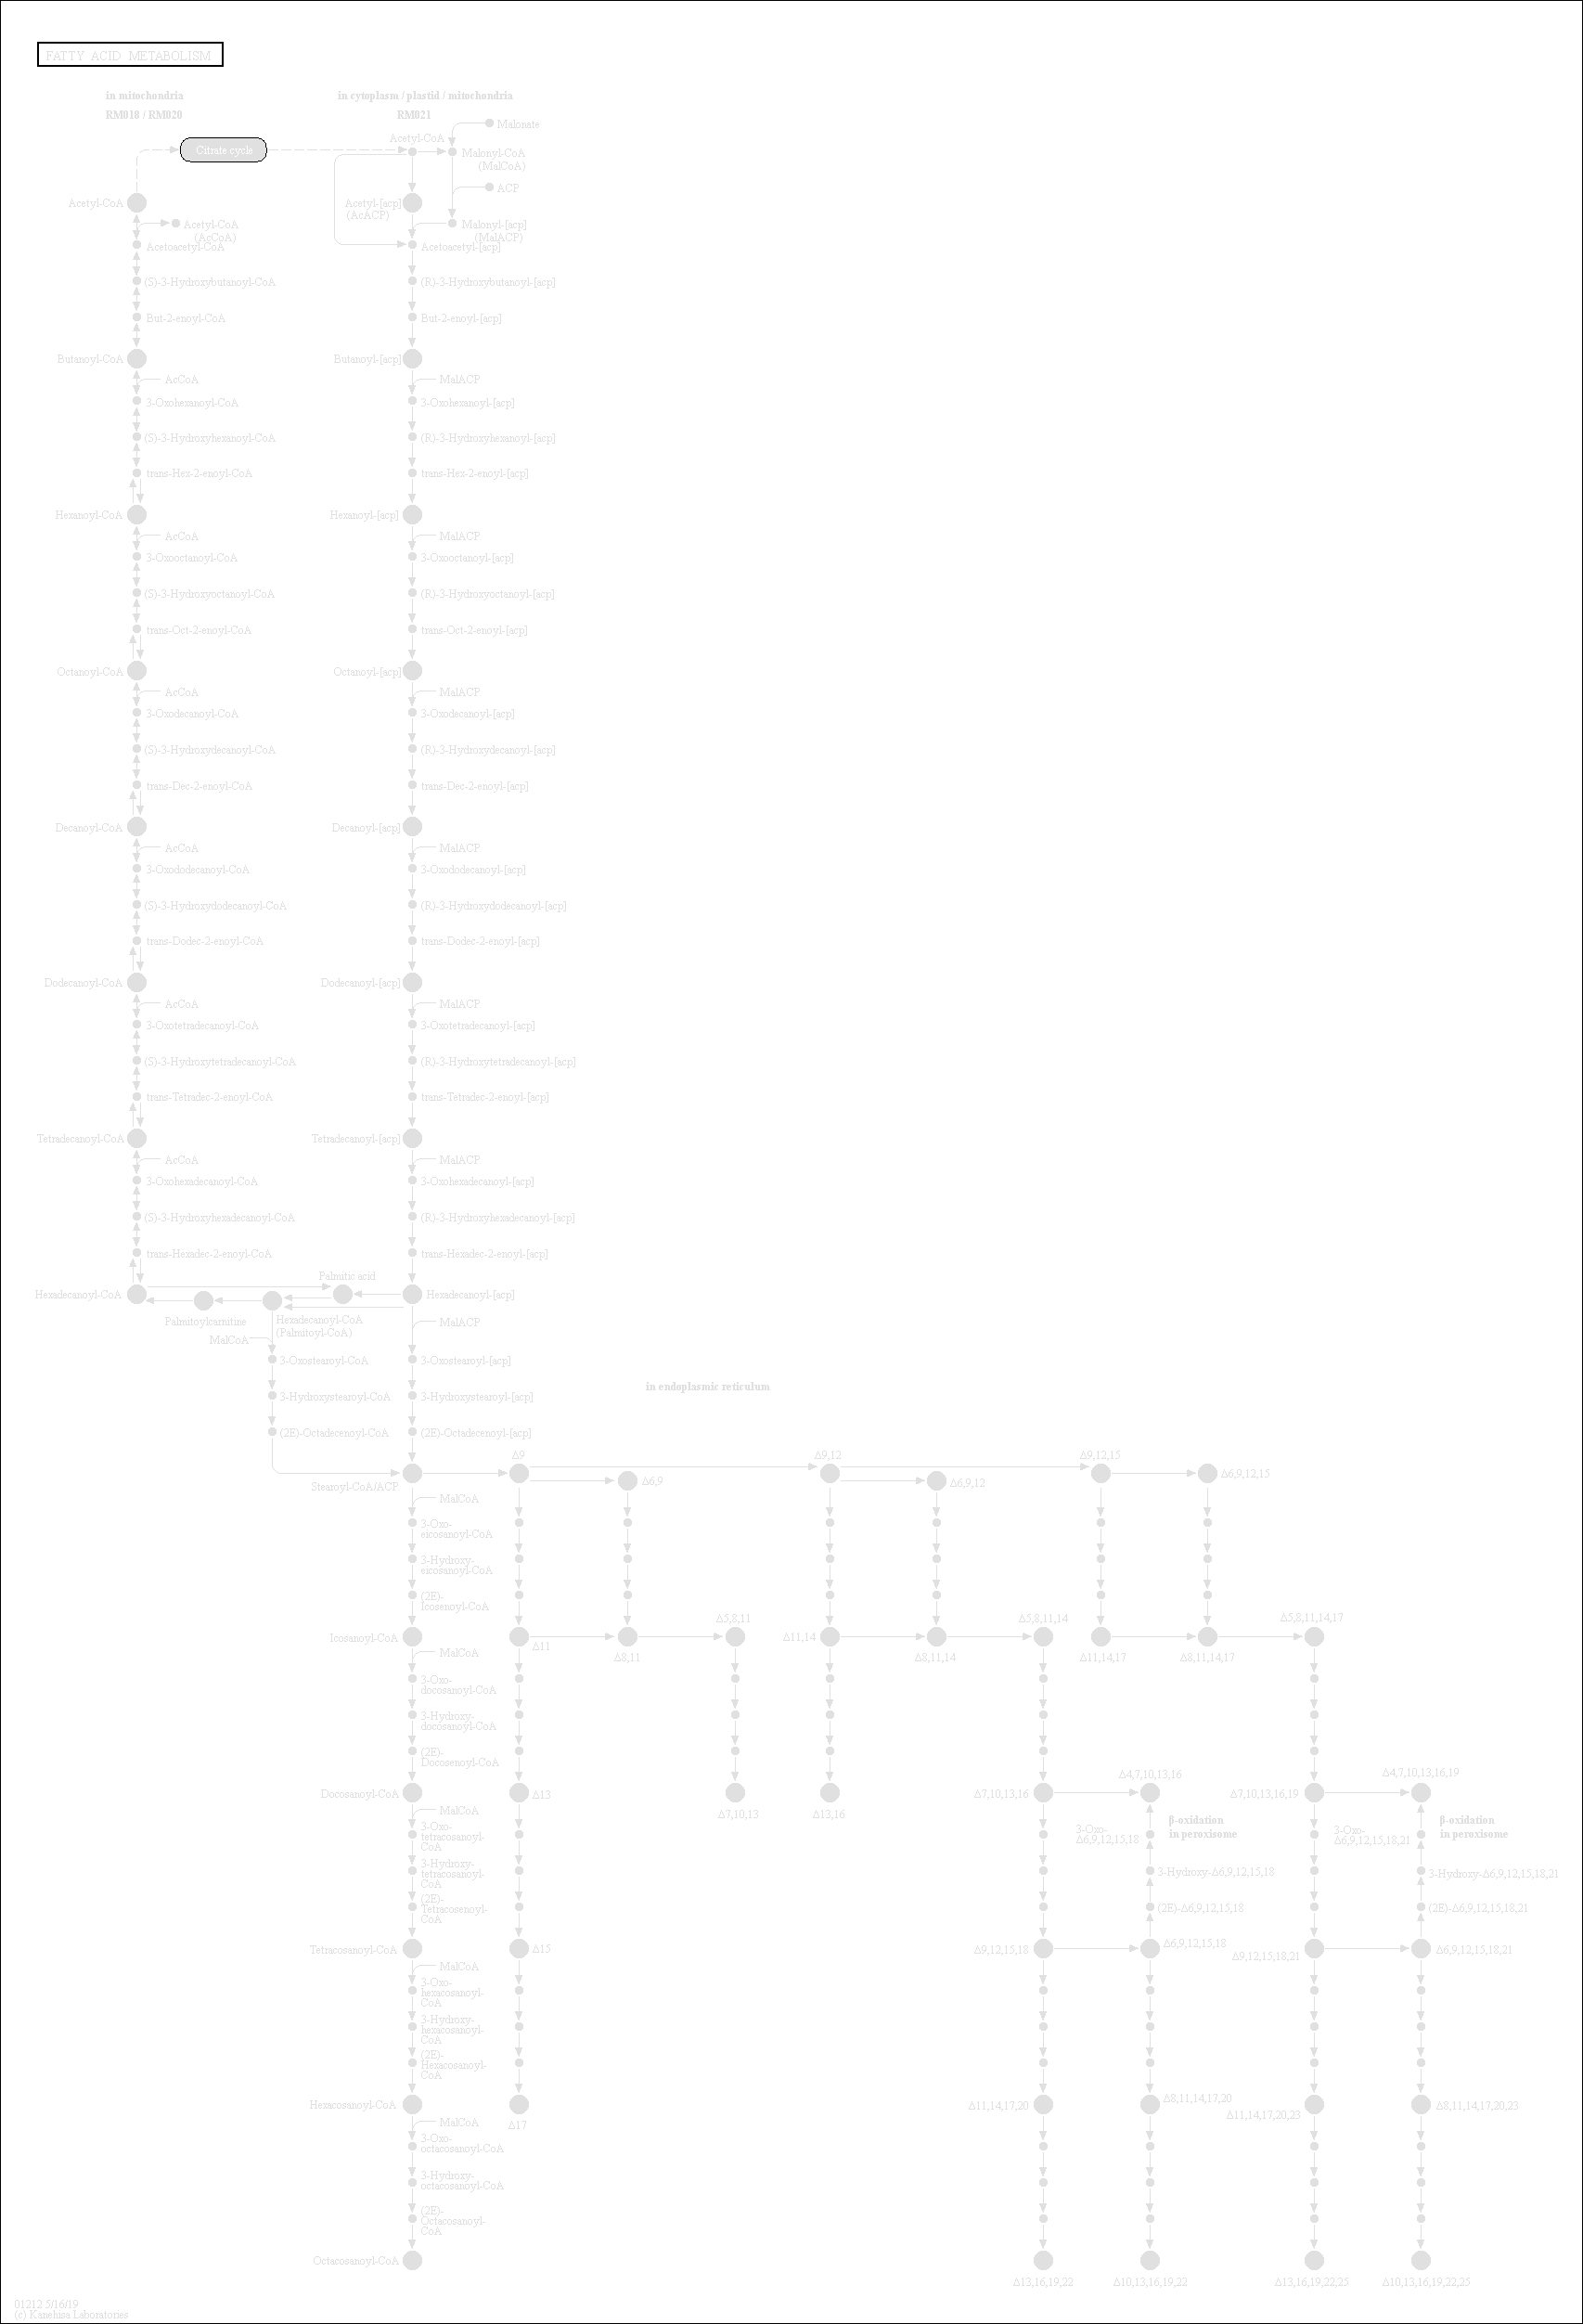 FATTY ACID METABOLISM
in mitochondria
RM018 / RM020
in cytoplasm / plastid / mitochondria
RM021
Citrate cycle
Acetyl-CoA
Malonate
Malonyl-CoA
(MalCoA)
ACP
Acetyl-CoA
Acetyl-CoA
(AcCoA)
Acetoacetyl-CoA
Acetyl-[acp]
(AcACP)
Malonyl-[acp]
(MalACP)
Acetoacetyl-[acp]
(S)-3-Hydroxybutanoyl-CoA
(R)-3-Hydroxybutanoyl-[acp]
But-2-enoyl-CoA
But-2-enoyl-[acp]
Butanoyl-CoA
Butanoyl-[acp]
AcCoA
MalACP
3-Oxohexanoyl-CoA
3-Oxohexanoyl-[acp]
(S)-3-Hydroxyhexanoyl-CoA
(R)-3-Hydroxyhexanoyl-[acp]
trans-Hex-2-enoyl-CoA
trans-Hex-2-enoyl-[acp]
Hexanoyl-CoA
Hexanoyl-[acp]
AcCoA
MalACP
3-Oxooctanoyl-CoA
3-Oxooctanoyl-[acp]
(S)-3-Hydroxyoctanoyl-CoA
(R)-3-Hydroxyoctanoyl-[acp]
trans-Oct-2-enoyl-CoA
trans-Oct-2-enoyl-[acp]
Octanoyl-CoA
Octanoyl-[acp]
AcCoA
MalACP
3-Oxodecanoyl-CoA
3-Oxodecanoyl-[acp]
(S)-3-Hydroxydecanoyl-CoA
(R)-3-Hydroxydecanoyl-[acp]
trans-Dec-2-enoyl-CoA
trans-Dec-2-enoyl-[acp]
Decanoyl-CoA
Decanoyl-[acp]
AcCoA
MalACP
3-Oxododecanoyl-CoA
3-Oxododecanoyl-[acp]
(S)-3-Hydroxydodecanoyl-CoA
(R)-3-Hydroxydodecanoyl-[acp]
trans-Dodec-2-enoyl-CoA
trans-Dodec-2-enoyl-[acp]
Dodecanoyl-CoA
Dodecanoyl-[acp]
AcCoA
MalACP
3-Oxotetradecanoyl-CoA
3-Oxotetradecanoyl-[acp]
(S)-3-Hydroxytetradecanoyl-CoA
(R)-3-Hydroxytetradecanoyl-[acp]
trans-Tetradec-2-enoyl-CoA
trans-Tetradec-2-enoyl-[acp]
Tetradecanoyl-CoA
Tetradecanoyl-[acp]
AcCoA
MalACP
3-Oxohexadecanoyl-CoA
3-Oxohexadecanoyl-[acp]
(S)-3-Hydroxyhexadecanoyl-CoA
(R)-3-Hydroxyhexadecanoyl-[acp]
trans-Hexadec-2-enoyl-CoA
trans-Hexadec-2-enoyl-[acp]
Palmitic acid
Hexadecanoyl-CoA
Hexadecanoyl-[acp]
Palmitoylcarnitine
Hexadecanoyl-CoA
(Palmitoyl-CoA)
MalACP
MalCoA
3-Oxostearoyl-CoA
3-Oxostearoyl-[acp]
in endoplasmic reticulum
3-Hydroxystearoyl-CoA
3-Hydroxystearoyl-[acp]
(2E)-Octadecenoyl-CoA
(2E)-Octadecenoyl-[acp]
Δ9
Δ9,12
Δ9,12,15
Δ6,9
Δ6,9,12
Δ6,9,12,15
Stearoyl-CoA/ACP
MalCoA
3-Oxo-
eicosanoyl-CoA
3-Hydroxy-
eicosanoyl-CoA
(2E)-
Icosenoyl-CoA
Δ5,8,11
Δ5,8,11,14
Δ5,8,11,14,17
Icosanoyl-CoA
Δ11
Δ8,11
Δ11,14
Δ8,11,14
Δ11,14,17
Δ8,11,14,17
MalCoA
3-Oxo-
docosanoyl-CoA
3-Hydroxy-
docosanoyl-CoA
(2E)-
Docosenoyl-CoA
Δ4,7,10,13,16
Δ4,7,10,13,16,19
Docosanoyl-CoA
Δ13
Δ7,10,13
Δ13,16
Δ7,10,13,16
Δ7,10,13,16,19
MalCoA
β-oxidation
in peroxisome
β-oxidation
in peroxisome
3-Oxo-
tetracosanoyl-
CoA
3-Oxo-
Δ6,9,12,15,18
3-Oxo-
Δ6,9,12,15,18,21
3-Hydroxy-
tetracosanoyl-
CoA
3-Hydroxy-Δ6,9,12,15,18
3-Hydroxy-Δ6,9,12,15,18,21
(2E)-
Tetracosenoyl-
CoA
(2E)-Δ6,9,12,15,18
(2E)-Δ6,9,12,15,18,21
Tetracosanoyl-CoA
Δ15
Δ9,12,15,18
Δ6,9,12,15,18
Δ9,12,15,18,21
Δ6,9,12,15,18,21
MalCoA
3-Oxo-
hexacosanoyl-
CoA
3-Hydroxy-
hexacosanoyl-
CoA
(2E)-
Hexacosanoyl-
CoA
Hexacosanoyl-CoA
Δ17
Δ11,14,17,20
Δ8,11,14,17,20
Δ11,14,17,20,23
Δ8,11,14,17,20,23
MalCoA
3-Oxo-
octacosanoyl-CoA
3-Hydroxy-
octacosanoyl-CoA
(2E)-
Octacosanoyl-
CoA
Octacosanoyl-CoA
Δ13,16,19,22
Δ10,13,16,19,22
Δ13,16,19,22,25
Δ10,13,16,19,22,25
01212 5/16/19
(c) Kanehisa Laboratories